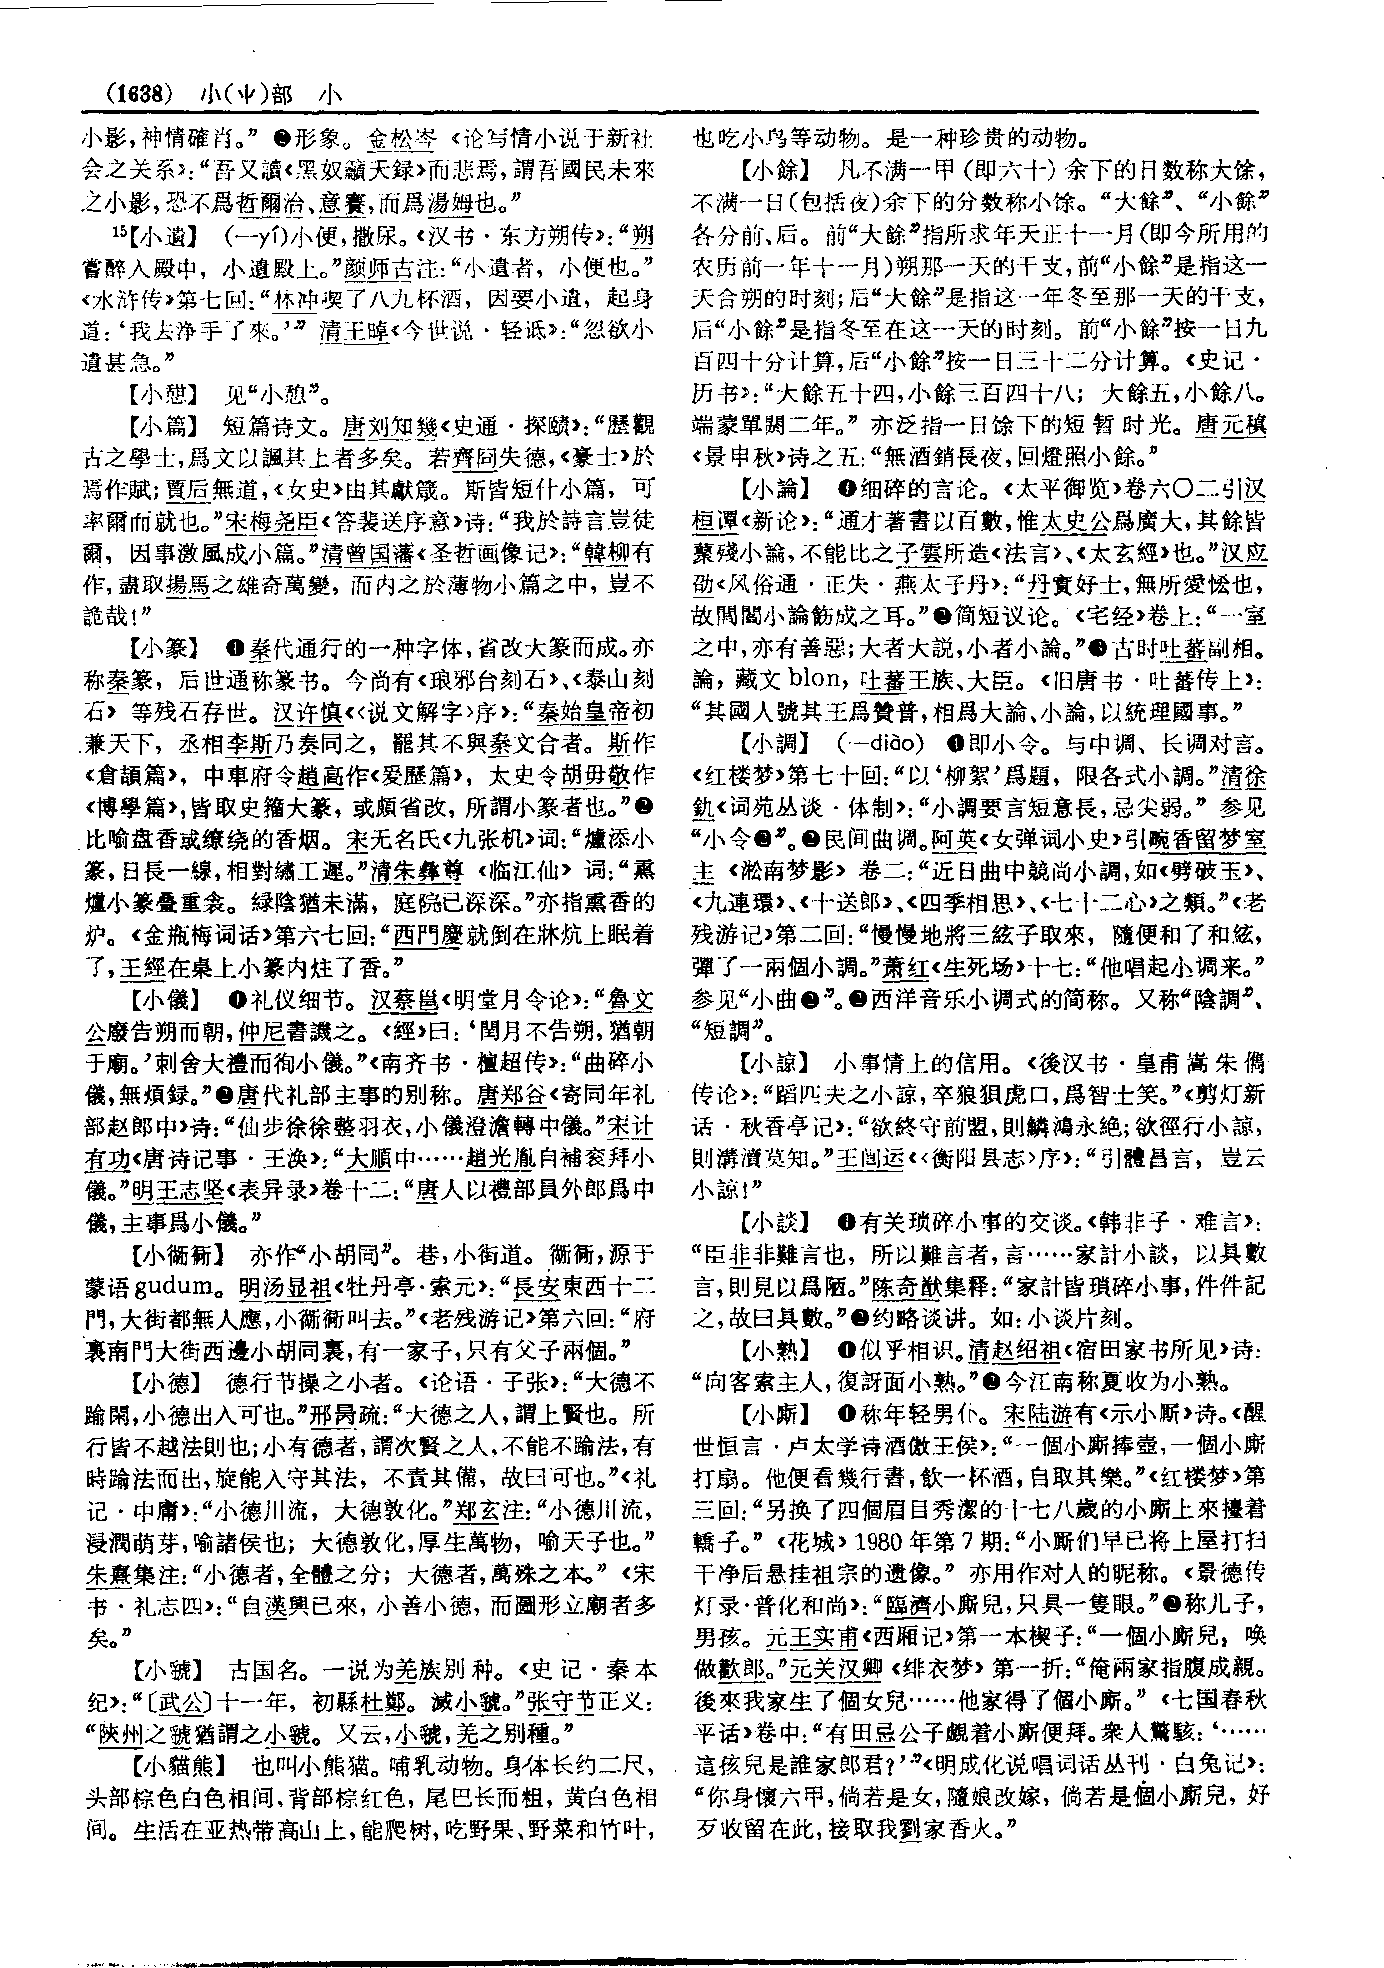 (1638) 小(⺌)部 小
小影，神情確肖。”❷形象。金松岑《论写情小说于新社
会之关系》：“吾又讀《黑奴籲天録》而悲焉，謂吾國民未來
之小影，恐不爲哲爾治、意賽，而爲湯姆也。”
¹⁵【小遺】 (—yí)小便，撒尿。《汉书·东方朔传》：“朔
嘗醉入殿中，小遺殿上。”颜师古注：“小遺者，小便也。”
《水浒传》第七回：“林冲喫了八九杯酒，因要小遺，起身
道：‘我去净手了來。’”清王晫《今世说·轻诋》：“忽欲小
遺甚急。”
【小憇】 见“小憩”。
【小篇】 短篇诗文。唐刘知幾《史通·探赜》：“歷觀
古之學士，爲文以諷其上者多矣。若齊冏失德，《豪士》於
焉作賦；賈后無道，《女史》由其獻箴。斯皆短什小篇，可
率爾而就也。”宋梅尧臣《答裴送序意》诗：“我於詩言豈徒
爾，因事激風成小篇。”清曾国藩《圣哲画像记》：“韓柳有
作，盡取揚馬之雄奇萬變，而内之於薄物小篇之中，豈不
詭哉！”
【小篆】 ❶秦代通行的一种字体，省改大篆而成。亦
称秦篆，后世通称篆书。今尚有《琅邪台刻石》、《泰山刻
石》等残石存世。汉许慎《〈说文解字〉序》：“秦始皇帝初
兼天下，丞相李斯乃奏同之，罷其不與秦文合者。斯作
《倉頡篇》，中車府令趙高作《爰歷篇》，太史令胡毋敬作
《博學篇》，皆取史籀大篆，或頗省改，所謂小篆者也。”❷
比喻盘香或缭绕的香烟。宋无名氏《九张机》词：“爐添小
篆，日長一線，相對繡工遲。”清朱彝尊《临江仙》词：“熏
爐小篆疊重衾。緑陰猶未滿，庭院已深深。”亦指熏香的
炉。《金瓶梅词话》第六七回：“西門慶就倒在牀炕上眠着
了，王經在桌上小篆内炷了香。”
【小儀】 ❶礼仪细节。汉蔡邕《明堂月令论》：“魯文
公廢告朔而朝，仲尼書譏之。《經》曰：‘閏月不告朔，猶朝
于廟。’刺舍大禮而徇小儀。”《南齐书·檀超传》：“曲碎小
儀，無煩録。”❷唐代礼部主事的别称。唐郑谷《寄同年礼
部赵郎中》诗：“仙步徐徐整羽衣，小儀澄澹轉中儀。”宋计
有功《唐诗记事·王涣》：“大順中……趙光胤自補衮拜小
儀。”明王志坚《表异录》卷十二：“唐人以禮部員外郎爲中
儀，主事爲小儀。”
【小衚衕】 亦作“小胡同”。巷，小街道。衚衕，源于
蒙语gudum。明汤显祖《牡丹亭·索元》：“長安東西十二
門，大街都無人應，小衚衕叫去。”《老残游记》第六回：“府
裏南門大街西邊小胡同裏，有一家子，只有父子兩個。”
【小德】 德行节操之小者。《论语·子张》：“大德不
踰閑，小德出入可也。”邢昺疏：“大德之人，謂上賢也。所
行皆不越法則也；小有德者，謂次賢之人，不能不踰法，有
時踰法而出，旋能入守其法，不責其備，故曰可也。”《礼
记·中庸》：“小德川流，大德敦化。”郑玄注：“小德川流，
浸潤萌芽，喻諸侯也；大德敦化，厚生萬物，喻天子也。”
朱熹集注：“小德者，全體之分；大德者，萬殊之本。”《宋
书·礼志四》：“自漢興已來，小善小德，而圖形立廟者多
矣。”
【小虢】 古国名。一说为羌族别种。《史记·秦本
纪》：“〔武公〕十一年，初縣杜鄭。滅小虢。”张守节正义：
“陝州之虢猶謂之小虢。又云，小虢，羌之别種。”
【小貓熊】 也叫小熊猫。哺乳动物。身体长约二尺，
头部棕色白色相间，背部棕红色，尾巴长而粗，黄白色相
间。生活在亚热带高山上，能爬树，吃野果、野菜和竹叶，
也吃小鸟等动物。是一种珍贵的动物。
【小餘】 凡不满一甲（即六十）余下的日数称大馀，
不满一日（包括夜）余下的分数称小馀。“大餘”、“小餘”
各分前、后。前“大餘”指所求年天正十一月（即今所用的
农历前一年十一月）朔那一天的干支，前“小餘”是指这一
天合朔的时刻；后“大餘”是指这一年冬至那一天的干支，
后“小餘”是指冬至在这一天的时刻。前“小餘”按一日九
百四十分计算，后“小餘”按一日三十二分计算。《史记·
历书》：“大餘五十四，小餘三百四十八；大餘五，小餘八。
端蒙單閼二年。”亦泛指一日馀下的短暂时光。唐元稹
《景申秋》诗之五：“無酒銷長夜，回燈照小餘。”
【小論】 ❶细碎的言论。《太平御览》卷六〇二引汉
桓谭《新论》：“通才著書以百數，惟太史公爲廣大，其餘皆
藂殘小論，不能比之子雲所造《法言》、《太玄經》也。”汉应
劭《风俗通·正失·燕太子丹》：“丹實好士，無所愛恡也，
故閭閻小論飭成之耳。”❷简短议论。《宅经》卷上：“一室
之中，亦有善惡；大者大説，小者小論。”❸古时吐蕃副相。
論，藏文blon，吐蕃王族、大臣。《旧唐书·吐蕃传上》：
“其國人號其王爲贊普，相爲大論、小論，以統理國事。”
【小調】 (—diào) ❶即小令。与中调、长调对言。
《红楼梦》第七十回：“以‘柳絮’爲題，限各式小調。”清徐
釚《词苑丛谈·体制》：“小調要言短意長，忌尖弱。”参见
“小令❷”。❷民间曲调。阿英《女弹词小史》引畹香留梦室
主《淞南梦影》卷二：“近日曲中競尚小調，如《劈破玉》、
《九連環》、《十送郎》、《四季相思》、《七十二心》之類。”《老
残游记》第二回：“慢慢地將三絃子取來，隨便和了和絃，
彈了一兩個小調。”萧红《生死场》十七：“他唱起小调来。”
参见“小曲❷”。❸西洋音乐小调式的简称。又称“陰調”、
“短調”。
【小諒】 小事情上的信用。《後汉书·皇甫嵩朱儁
传论》：“蹈匹夫之小諒，卒狼狽虎口，爲智士笑。”《剪灯新
话·秋香亭记》：“欲終守前盟，則鱗鴻永絶；欲徑行小諒，
則溝瀆莫知。”王闿运《〈衡阳县志〉序》：“引體昌言，豈云
小諒！”
【小談】 ❶有关琐碎小事的交谈。《韩非子·难言》：
“臣非非難言也，所以難言者，言……家計小談，以具數
言，則見以爲陋。”陈奇猷集释：“家計皆瑣碎小事，件件記
之，故曰具數。”❷约略谈讲。如：小谈片刻。
【小熟】 ❶似乎相识。清赵绍祖《宿田家书所见》诗：
“向客索主人，復訝面小熟。”❷今江南称夏收为小熟。
【小廝】 ❶称年轻男仆。宋陆游有《示小厮》诗。《醒
世恒言·卢太学诗酒傲王侯》：“一個小廝捧壺，一個小廝
打扇。他便看幾行書，飲一杯酒，自取其樂。”《红楼梦》第
三回：“另换了四個眉目秀潔的十七八歲的小廝上來擡着
轎子。”《花城》1980年第7期：“小厮们早已将上屋打扫
干净后悬挂祖宗的遗像。”亦用作对人的昵称。《景德传
灯录·普化和尚》：“臨濟小廝兒，只具一隻眼。”❷称儿子，
男孩。元王实甫《西厢记》第一本楔子：“一個小廝兒，唤
做歡郎。”元关汉卿《绯衣梦》第一折：“俺兩家指腹成親。
後來我家生了個女兒……他家得了個小廝。”《七国春秋
平话》卷中：“有田忌公子覷着小廝便拜。衆人驚駭：‘……
這孩兒是誰家郎君？’”《明成化说唱词话丛刊·白兔记》：
“你身懷六甲，倘若是女，隨娘改嫁，倘若是個小廝兒，好
歹收留在此，接取我劉家香火。”